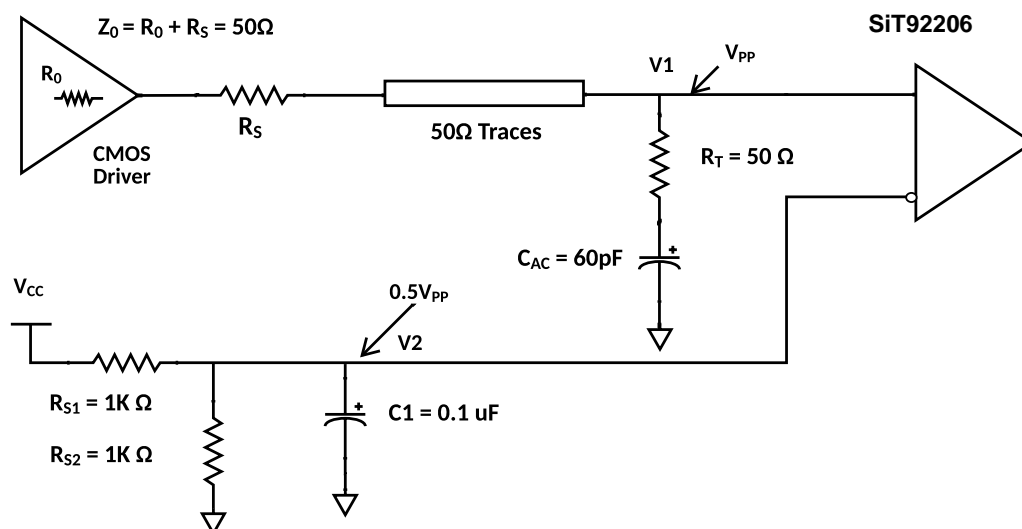 Z0 = R0 + RS = 50Ω
SiT92206
R0
V1
VPP
RS
50Ω Traces
RT = 50 Ω
CMOS
Driver
CAC = 60pF
+
VCC
0.5VPP
V2
RS1 = 1K Ω
+
C1 = 0.1 uF
RS2 = 1K Ω